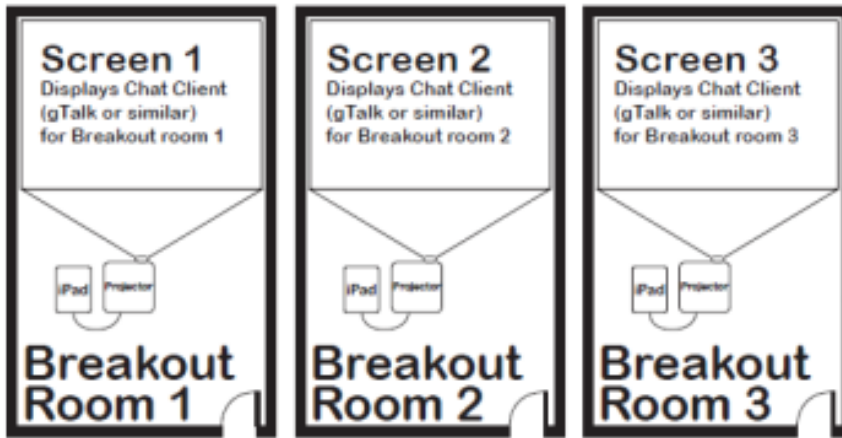 Screen 1
Displays Chat Client
(gTalk or similar)
for Breakout room 1
iPad
Projector
Breakout
Room 1
Screen 2
Displays Chat Client
(gTalk or similar)
for Breakout room 2
iPad
Projector
Breakout
Room 2
Screen 3
Displays Chat Client
(gTalk or similar)
for Breakout room 3
iPad
Projector
Breakout
Room 3